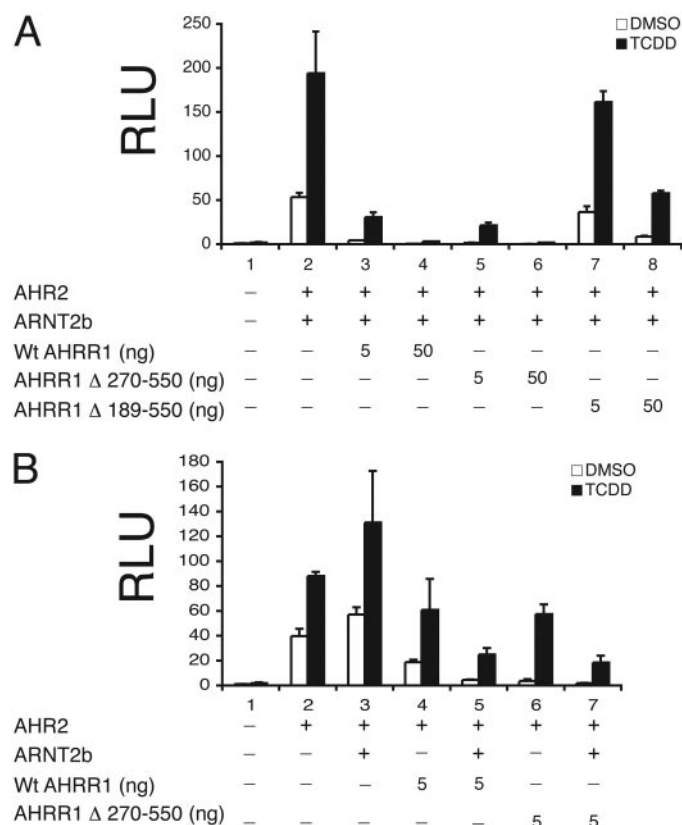 A
DMSO
TCDD
RLU
250
200
150
100
50
0
1 2 3 4 5 6 7 8
AHR2 – + + + + + + +
ARNT2b – + + + + + + +
Wt AHRR1 (ng) – – 5 50 – – – –
AHRR1 Δ 270-550 (ng) – – – – 5 50 – –
AHRR1 Δ 189-550 (ng) – – – – – – 5 50
B
DMSO
TCDD
RLU
180
160
140
120
100
80
60
40
20
0
1 2 3 4 5 6 7
AHR2 – + + + + + +
ARNT2b – – + – + – +
Wt AHRR1 (ng) – – – 5 5 – –
AHRR1 Δ 270-550 (ng) – – – – – 5 5